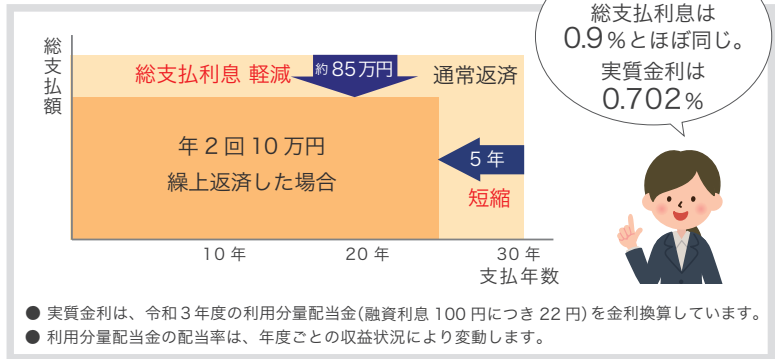 総支払利息は
0.9%とほぼ同じ。
実質金利は
0.702%
総支払額
総支払利息 軽減
約85万円
通常返済
年2回10万円
繰上返済した場合
5年
短縮
10年
20年
30年
支払年数
● 実質金利は、令和3年度の利用分量配当金(融資利息100円につき22円)を金利換算しています。
● 利用分量配当金の配当率は、年度ごとの収益状況により変動します。